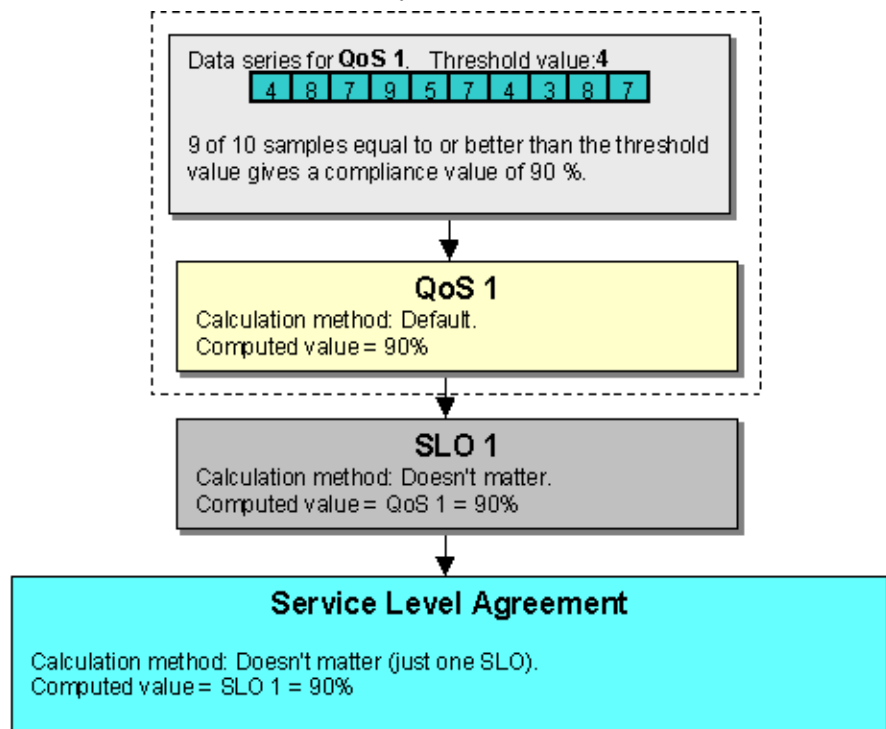 Data series for QoS 1. Threshold value:4
4 8 7 9 5 7 4 3 8 7
9 of 10 samples equal to or better than the threshold
value gives a compliance value of 90 %.
QoS 1
Calculation method: Default.
Computed value = 90%
SLO 1
Calculation method: Doesn't matter.
Computed value = QoS 1 = 90%
Service Level Agreement
Calculation method: Doesn't matter (just one SLO).
Computed value = SLO 1 = 90%